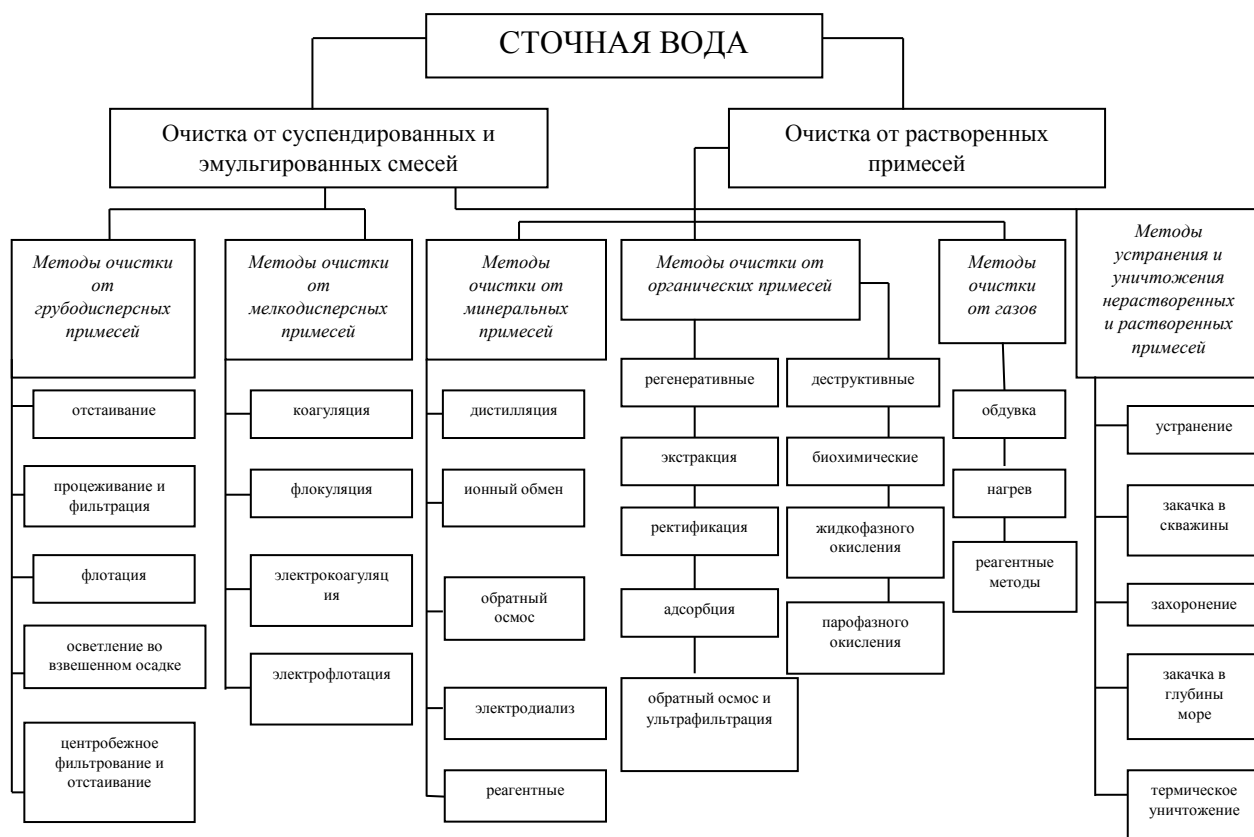 СТОЧНАЯ ВОДА
Очистка от суспендированных и
эмульгированных смесей
Очистка от растворенных
примесей
Методы очистки
от
грубодисперсных
примесей
Методы очистки
от
мелкодисперсных
примесей
Методы
очистки от
минеральных
примесей
Методы очистки от
органических примесей
Методы
очистки
от газов
Методы
устранения и
уничтожения
нерастворенных
и растворенных
примесей
отстаивание
процеживание и
фильтрация
флотация
осветление во
взвешенном осадке
центробежное
фильтрование и
отстаивание
коагуляция
флокуляция
электрокоагуляц
ия
электрофлотация
дистилляция
ионный обмен
обратный
осмос
электродиализ
реагентные
регенеративные
экстракция
ректификация
адсорбция
обратный осмос и
ультрафильтрация
деструктивные
биохимические
жидкофазного
окисления
парофазного
окисления
обдувка
нагрев
реагентные
методы
устранение
закачка в
скважины
захоронение
закачка в
глубины
море
термическое
уничтожение